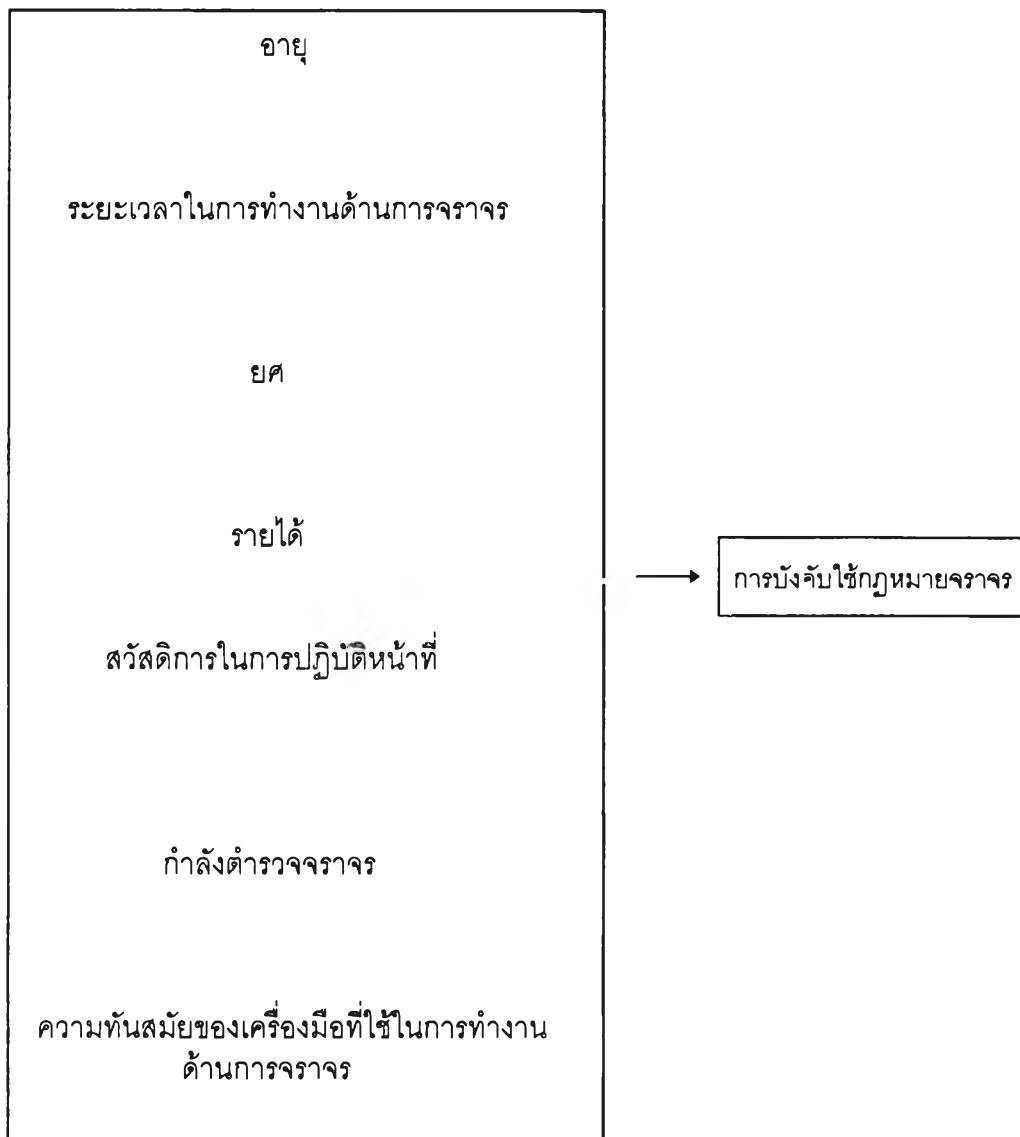 อายุ
ระยะเวลาในการทำงานด้านการจราจร
ยศ
รายได้
การบังคับใช้กฎหมายจราจร
สวัสดิการในการปฏิบัติหน้าที่
กำลังตำรวจจราจร
ความทันสมัยของเครื่องมือที่ใช้ในการทำงาน
ด้านการจราจร